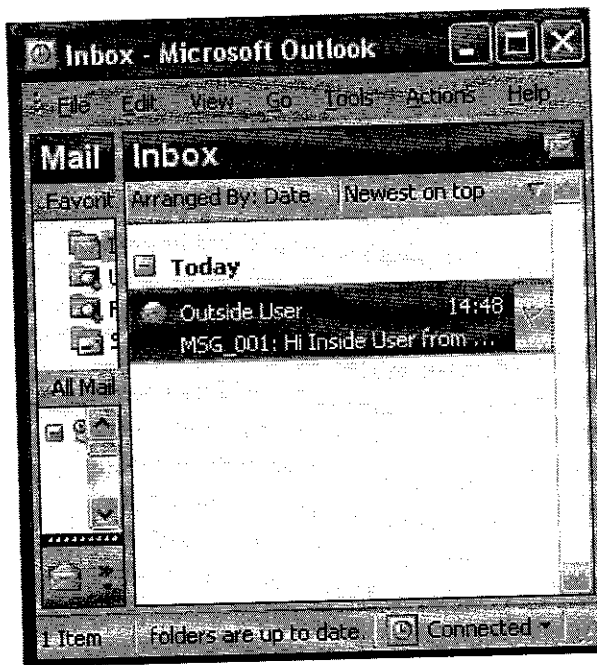 Inbox - Microsoft Outlook
File Edit View Go Tools Actions Help
Mail Inbox
Favorit Arranged By: Date Newest on top
Today
Outside User 14:48
MSG_001: Hi Inside User from ...
All Mail
1 Item folders are up to date. Connected